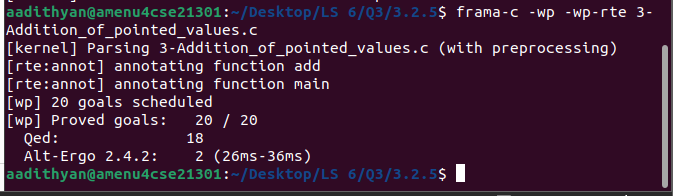 aadithyan@amenu4cse21301:~/Desktop/LS 6/Q3/3.2.5$ frama-c -wp -wp-rte 3-
Addition_of_pointed_values.c
[kernel] Parsing 3-Addition_of_pointed_values.c (with preprocessing)
[rte:annot] annotating function add
[rte:annot] annotating function main
[wp] 20 goals scheduled
[wp] Proved goals:   20 / 20
  Qed:             18
  Alt-Ergo 2.4.2:   2 (26ms-36ms)
aadithyan@amenu4cse21301:~/Desktop/LS 6/Q3/3.2.5$